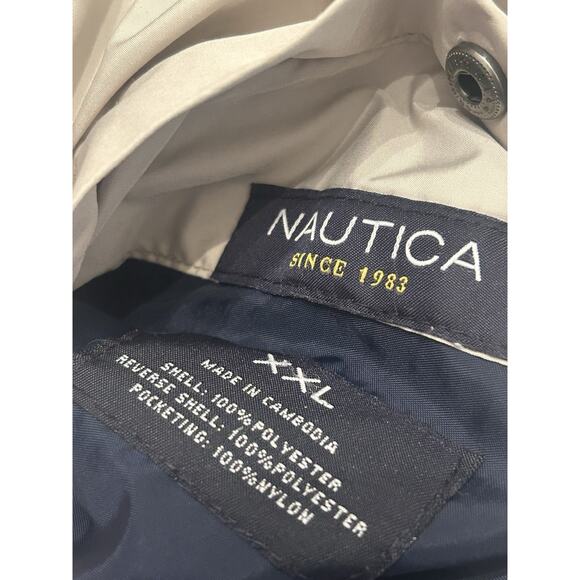 NAUTICA
SINCE 1983
XXL
MADE IN CAMBODIA
SHELL: 100%POLYESTER
REVERSE SHELL: 100%POLYESTER
POCKETING: 100%NYLON